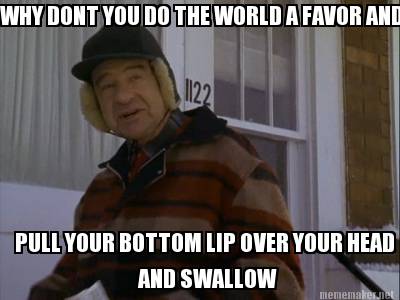 WHY DONT YOU DO THE WORLD A FAVOR AND
1122
PULL YOUR BOTTOM LIP OVER YOUR HEAD
AND SWALLOW
mememaker.net